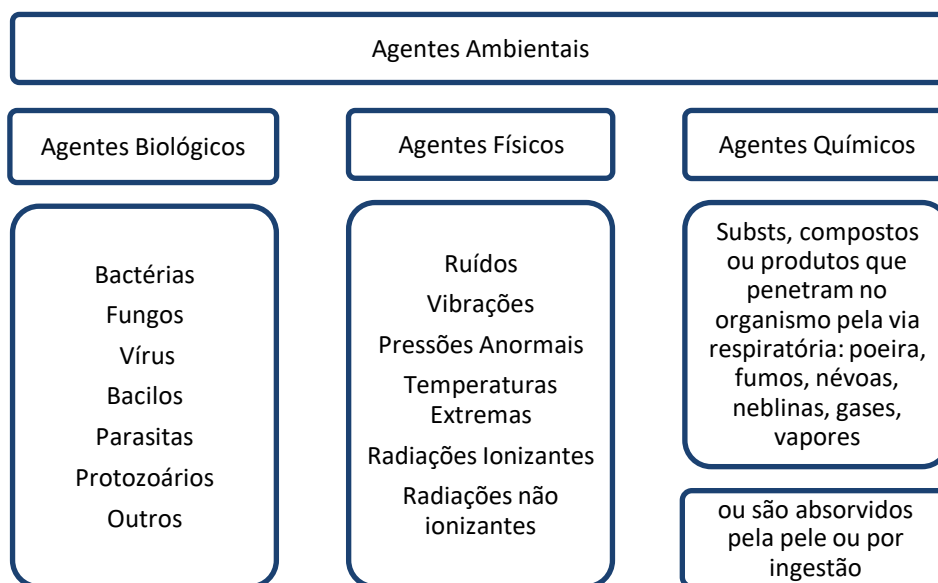 Agentes Ambientais
Agentes Biológicos
Bactérias
Fungos
Vírus
Bacilos
Parasitas
Protozoários
Outros
Agentes Físicos
Ruídos
Vibrações
Pressões Anormais
Temperaturas
Extremas
Radiações Ionizantes
Radiações não
ionizantes
Agentes Químicos
Substs, compostos
ou produtos que
penetram no
organismo pela via
respiratória: poeira,
fumos, névoas,
neblinas, gases,
vapores
ou são absorvidos
pela pele ou por
ingestão